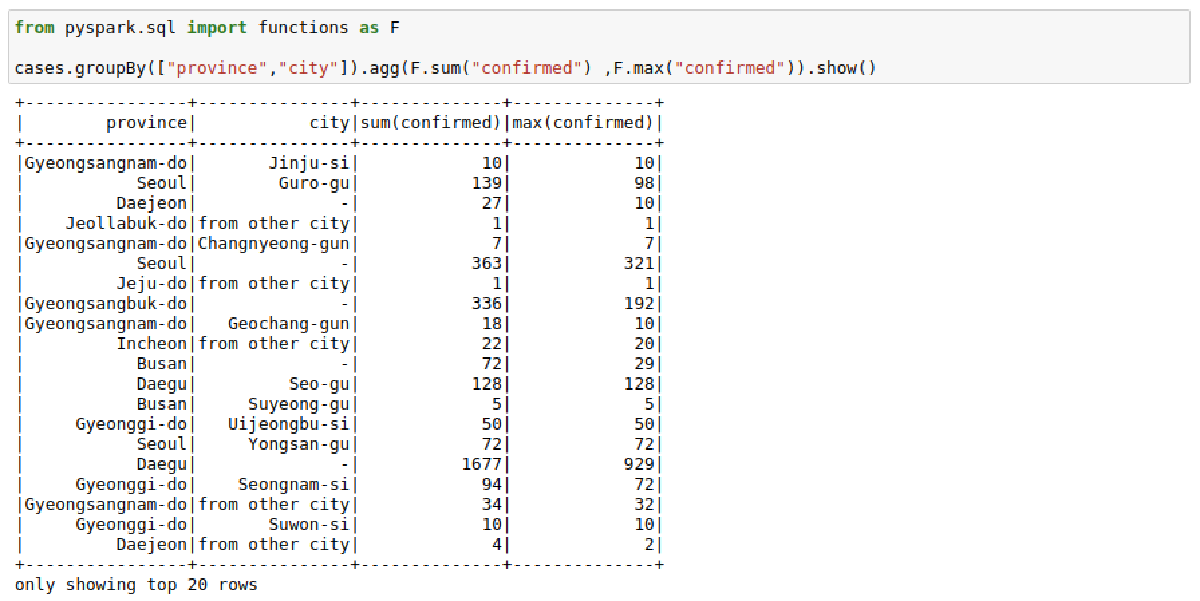 from pyspark.sql import functions as F
cases.groupBy(["province","city"]).agg(F.sum("confirmed") ,F.max("confirmed")).show()
+----------------+---------------+--------------+--------------+
|        province|           city|sum(confirmed)|max(confirmed)|
+----------------+---------------+--------------+--------------+
|Gyeongsangnam-do|       Jinju-si|            10|            10|
|           Seoul|        Guro-gu|           139|            98|
|         Daejeon|              -|            27|            10|
|    Jeollabuk-do|from other city|             1|             1|
|Gyeongsangnam-do|Changnyeong-gun|             7|             7|
|           Seoul|              -|           363|           321|
|         Jeju-do|from other city|             1|             1|
|Gyeongsangbuk-do|              -|           336|           192|
|Gyeongsangnam-do|   Geochang-gun|            18|            10|
|         Incheon|from other city|            22|            20|
|           Busan|              -|            72|            29|
|           Daegu|         Seo-gu|           128|           128|
|           Busan|     Suyeong-gu|             5|             5|
|     Gyeonggi-do|   Uijeongbu-si|            50|            50|
|           Seoul|     Yongsan-gu|            72|            72|
|           Daegu|              -|          1677|           929|
|     Gyeonggi-do|    Seongnam-si|            94|            72|
|Gyeongsangnam-do|from other city|            34|            32|
|     Gyeonggi-do|       Suwon-si|            10|            10|
|         Daejeon|from other city|             4|             2|
+----------------+---------------+--------------+--------------+
only showing top 20 rows